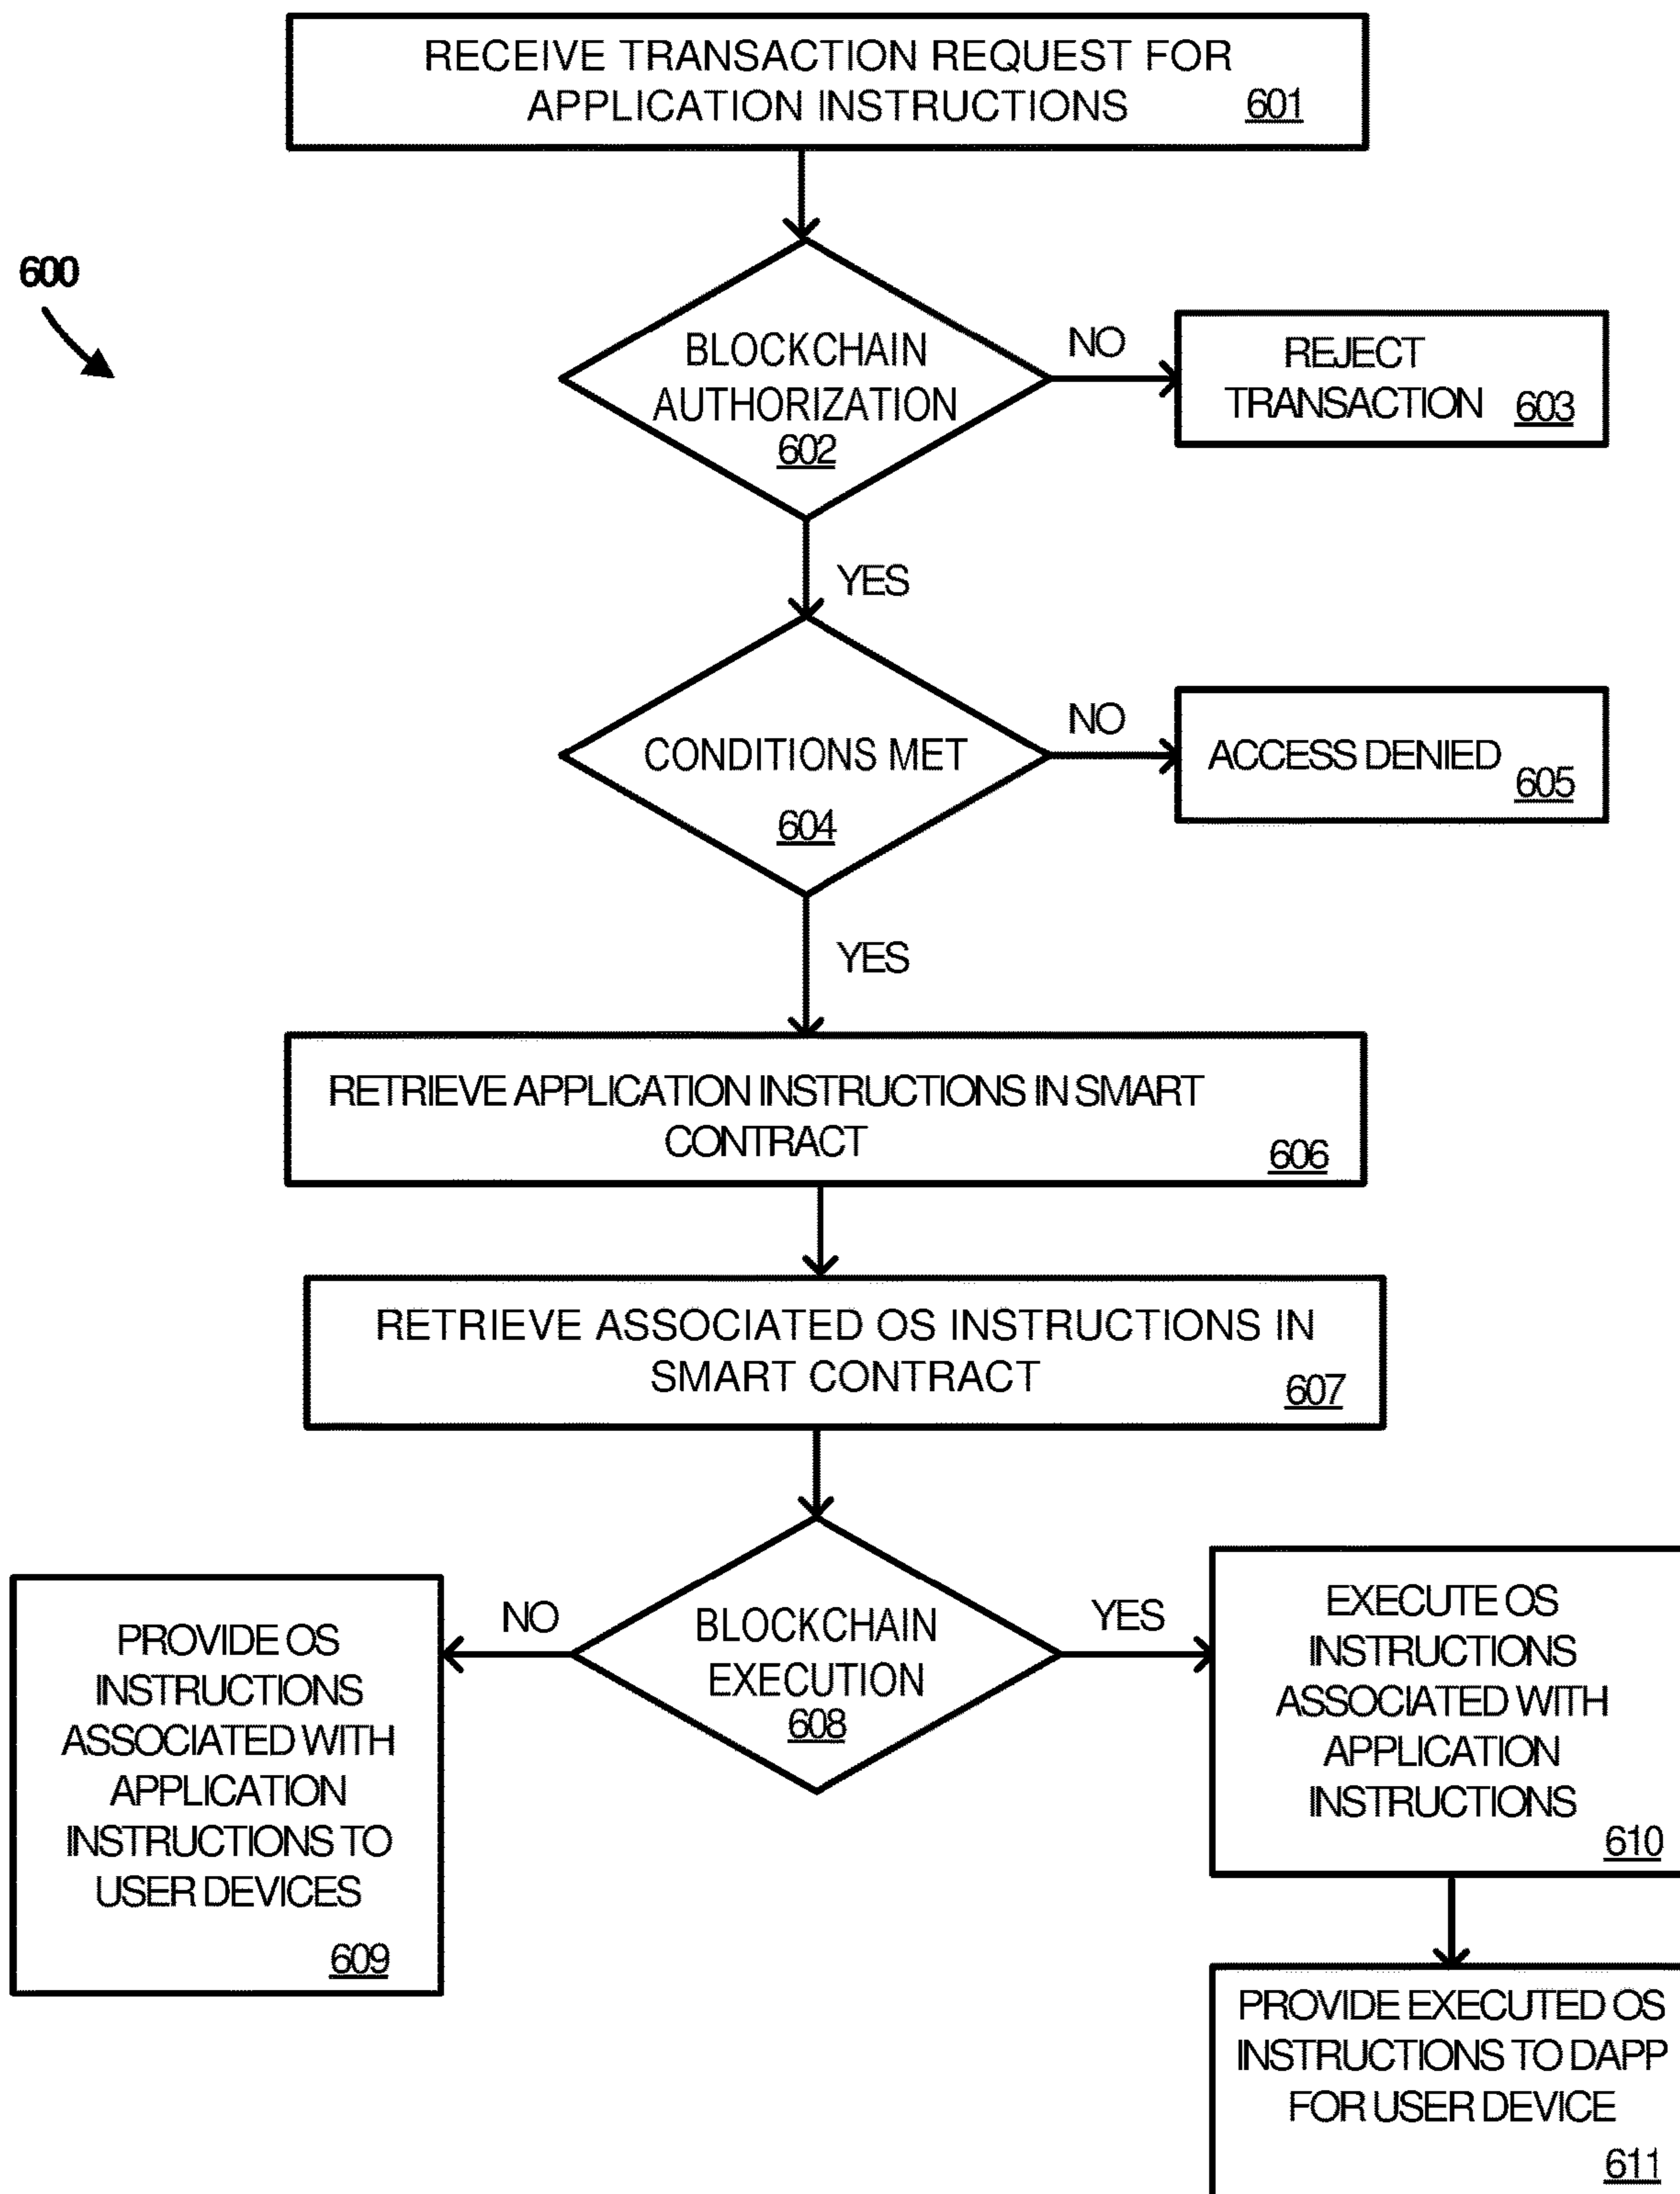 RECEIVE TRANSACTION REQUEST FOR
APPLICATION INSTRUCTIONS 601
600
BLOCKCHAIN
AUTHORIZATION
602
NO
REJECT
TRANSACTION 603
YES
CONDITIONS MET
604
NO
ACCESS DENIED
605
YES
RETRIEVE APPLICATION INSTRUCTIONS IN SMART
CONTRACT
606
RETRIEVE ASSOCIATED OS INSTRUCTIONS IN
SMART CONTRACT
607
BLOCKCHAIN
EXECUTION
608
NO
PROVIDE OS
INSTRUCTIONS
ASSOCIATED WITH
APPLICATION
INSTRUCTIONS TO
USER DEVICES
609
YES
EXECUTE OS
INSTRUCTIONS
ASSOCIATED WITH
APPLICATION
INSTRUCTIONS
610
PROVIDE EXECUTED OS
INSTRUCTIONS TO DAPP
FOR USER DEVICE
611